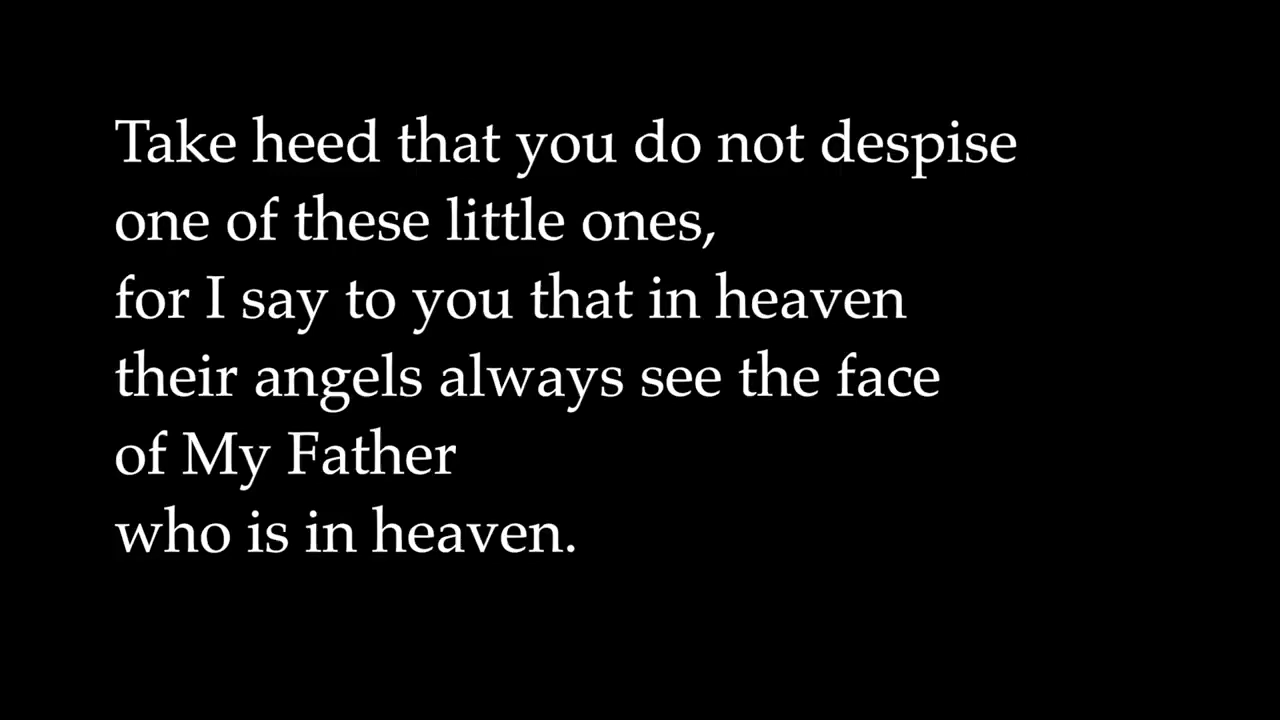 Take heed that you do not despise
one of these little ones,
for I say to you that in heaven
their angels always see the face
of My Father
who is in heaven.